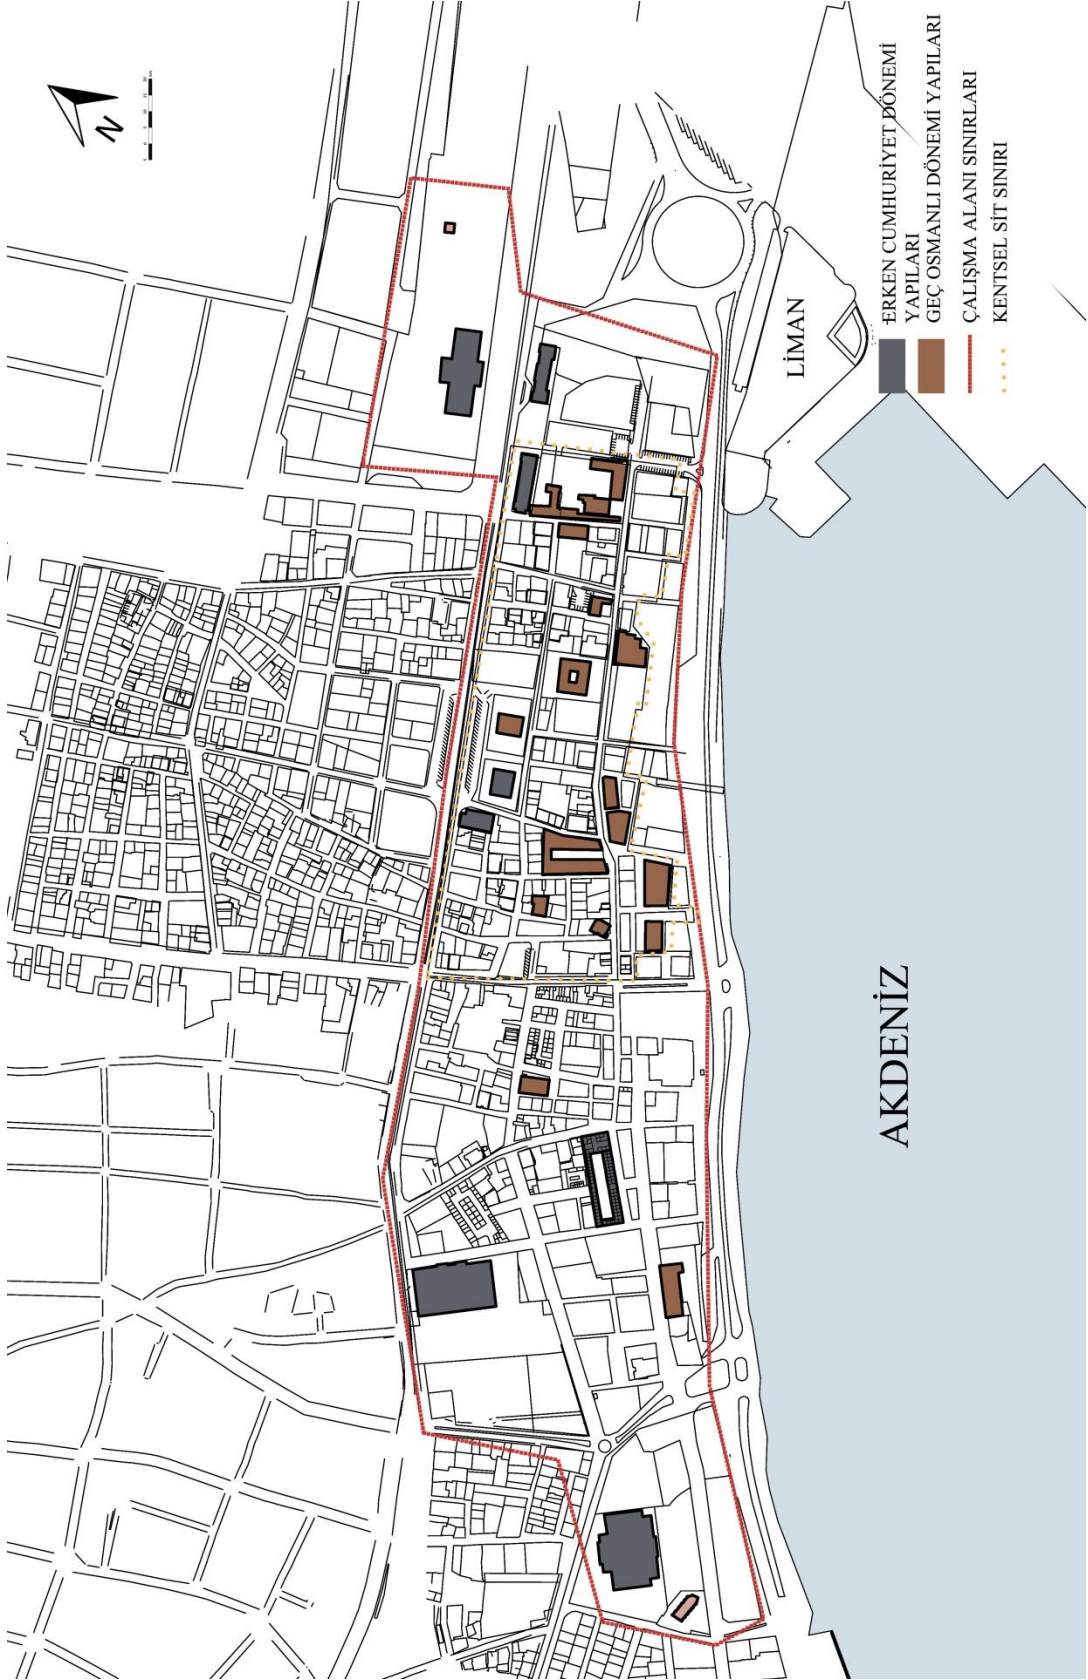 N
LİMAN
ERKEN CUMHURİYET DÖNEMİ
YAPILARI
GEÇ OSMANLI DÖNEMİ YAPILARI
ÇALIŞMA ALANI SINIRLARI
KENTSEL SİT SINIRI
AKDENİZ